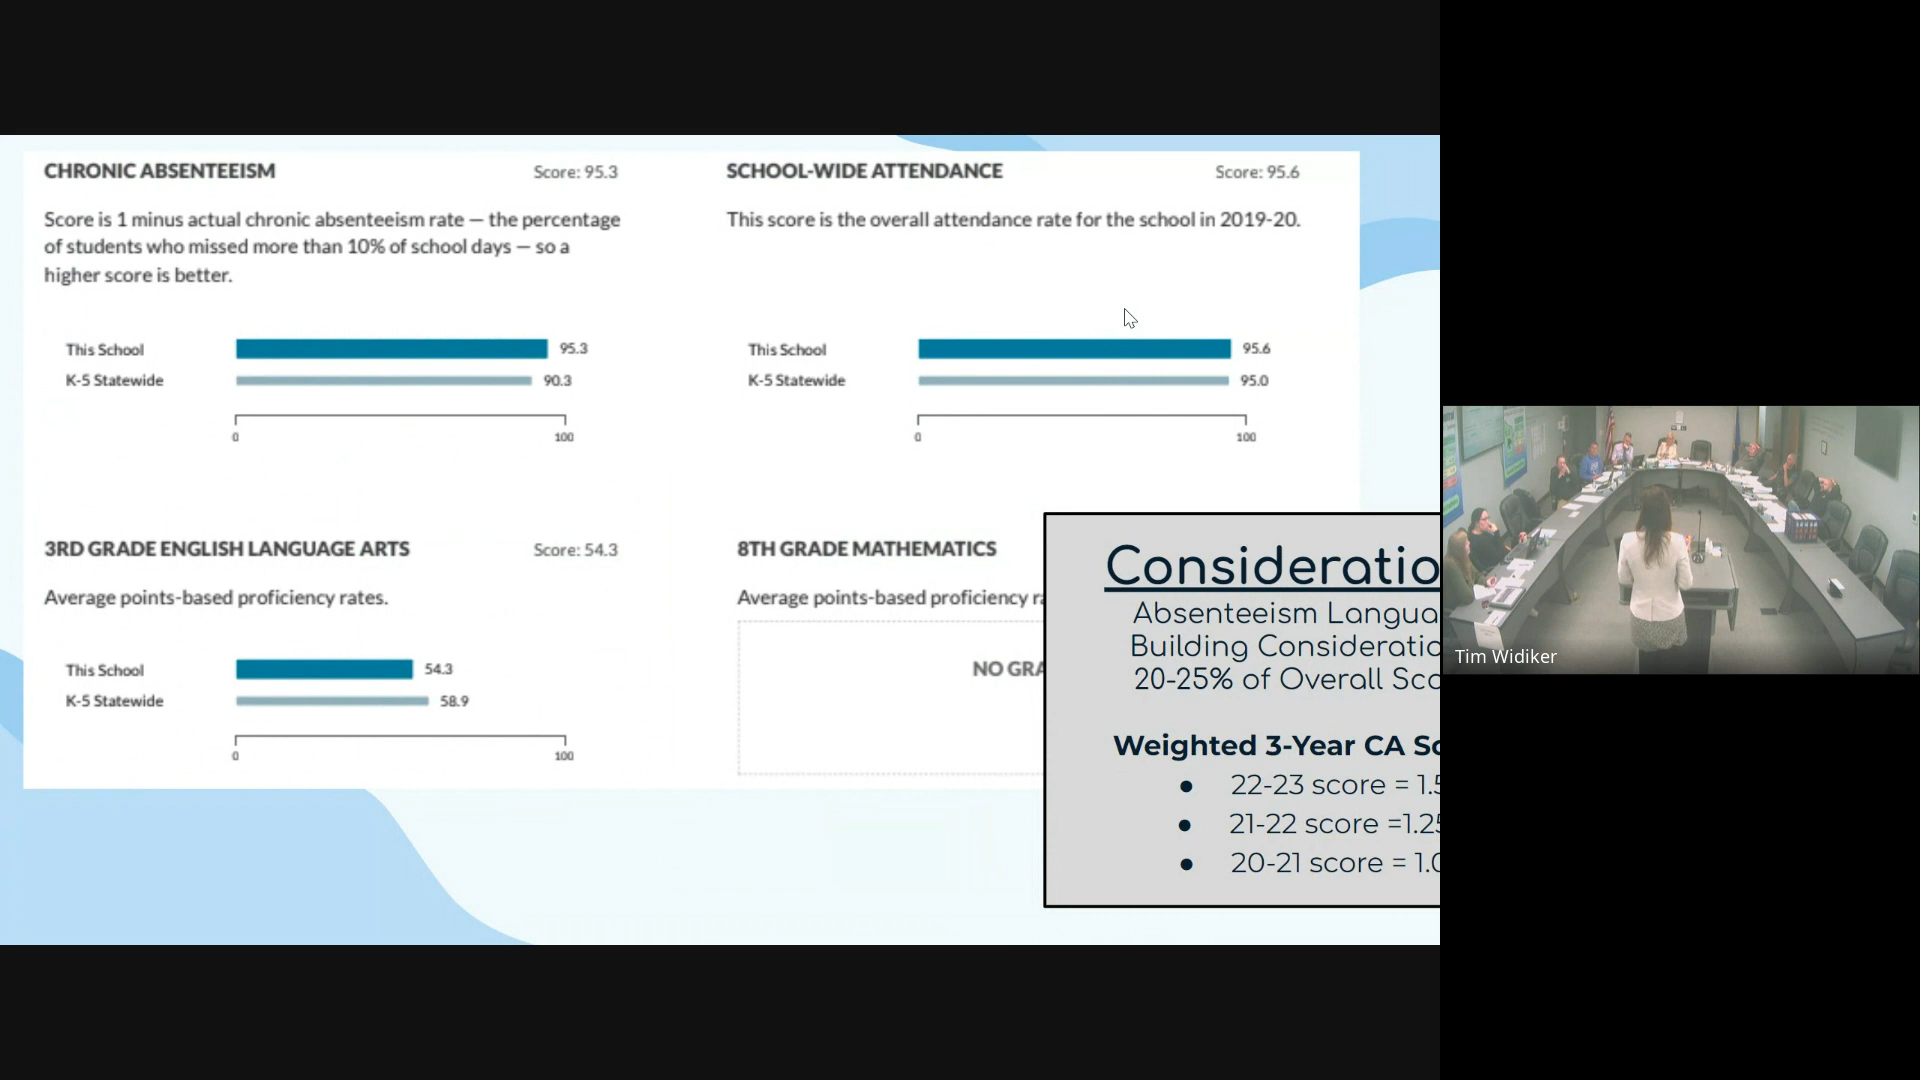 CHRONIC ABSENTEEISM
Score: 95.3
Score is 1 minus actual chronic absenteeism rate — the percentage
of students who missed more than 10% of school days — so a
higher score is better.
This School
95.3
K-5 Statewide
90.3
0
100
SCHOOL-WIDE ATTENDANCE
Score: 95.6
This score is the overall attendance rate for the school in 2019-20.
This School
95.6
K-5 Statewide
95.0
0
100
3RD GRADE ENGLISH LANGUAGE ARTS
Score: 54.3
Average points-based proficiency rates.
This School
54.3
K-5 Statewide
58.9
0
100
8TH GRADE MATHEMATICS
Average points-based proficiency ra
NO GRA
Consideratio
Absenteeism Langua
Building Consideratio
20-25% of Overall Sco
Weighted 3-Year CA Sc
● 22-23 score = 1.5
● 21-22 score =1.25
● 20-21 score = 1.0
Tim Widiker